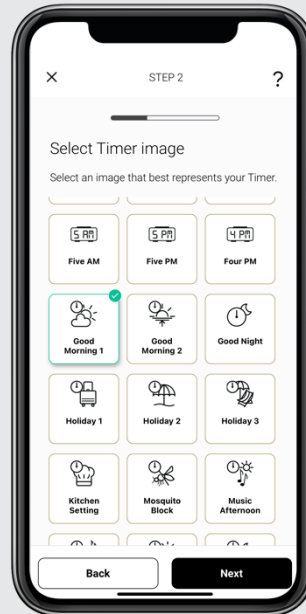 STEP 2
?
Select Timer image
Select an image that best represents your Timer.
5 AM
5 PM
4 PM
Five AM
Five PM
Four PM
Good
Morning 1
Good
Morning 2
Good Night
Holiday 1
Holiday 2
Holiday 3
Kitchen
Setting
Mosquito
Block
Music
Afternoon
Back
Next